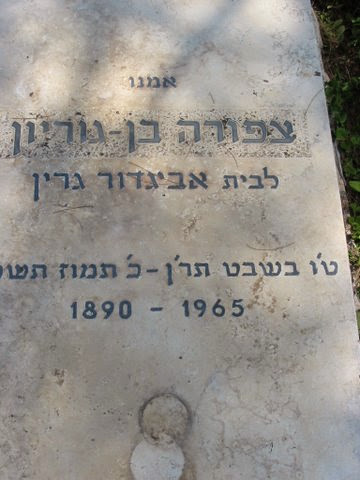 אמנו
צפורה בן-גוריון
לבית אביגדור גרין
ט'ו בשבט תר'ן - כ' תמוז
1890 - 1965